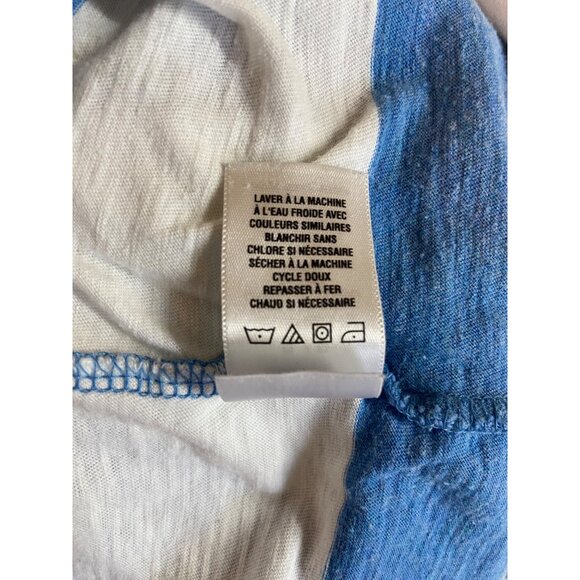 LAVER À LA MACHINE
À L'EAU FROIDE AVEC
COULEURS SIMILAIRES
BLANCHIR SANS
CHLORE SI NÉCESSAIRE
SÉCHER À LA MACHINE
CYCLE DOUX
REPASSER À FER
CHAUD SI NÉCESSAIRE